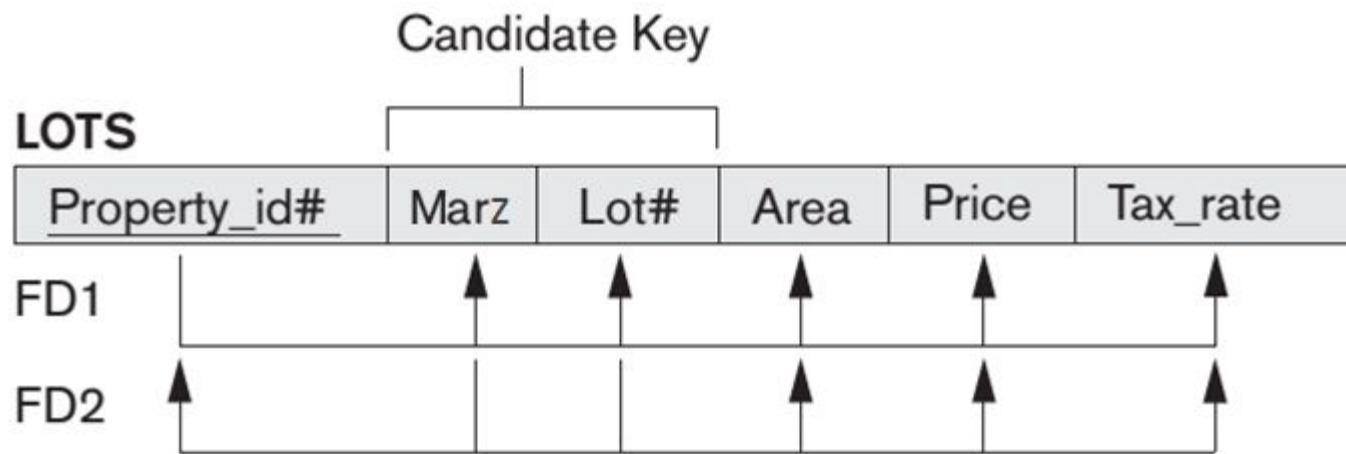 Candidate Key
LOTS
Property_id# Marz Lot# Area Price Tax_rate
FD1
FD2